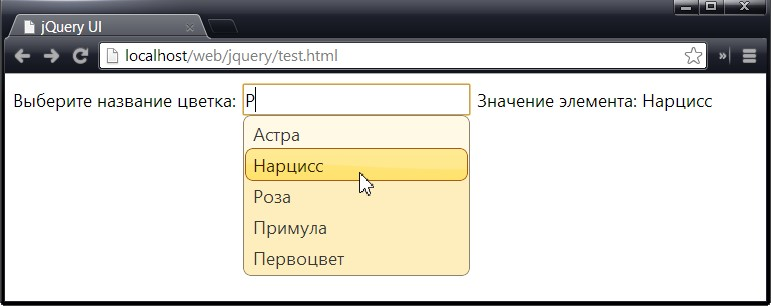 jQuery UI
localhost/web/jquery/test.html
Выберите название цветка: Р Значение элемента: Нарцисс
Астра
Нарцисс
Роза
Примула
Первоцвет